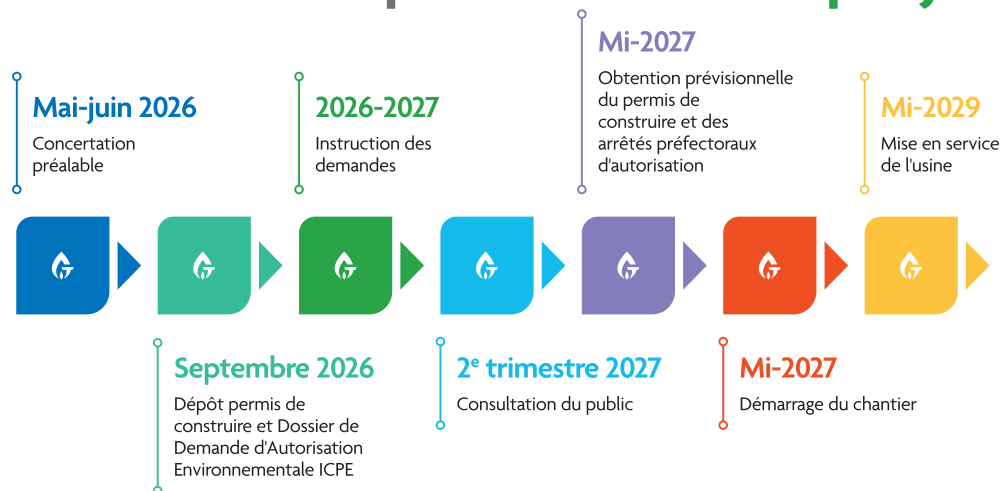 Mai-juin 2026
Concertation
préalable
Septembre 2026
Dépôt permis de
construire et Dossier de
Demande d'Autorisation
Environnementale ICPE
2026-2027
Instruction des
demandes
2e trimestre 2027
Consultation du public
Mi-2027
Obtention prévisionnelle
du permis de
construire et des
arrêtés préfectoraux
d'autorisation
Mi-2027
Démarrage du chantier
Mi-2029
Mise en service
de l'usine